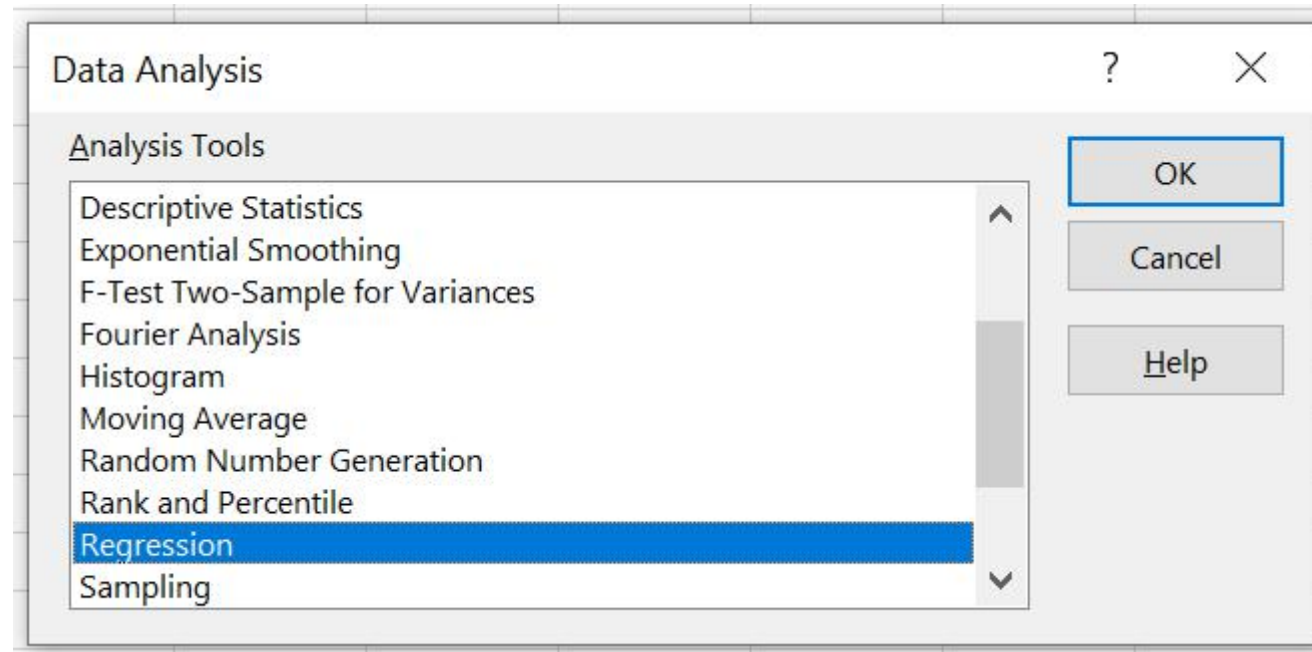 Data Analysis
?
Analysis Tools
OK
Descriptive Statistics
Exponential Smoothing
Cancel
F-Test Two-Sample for Variances
Fourier Analysis
Histogram
Help
Moving Average
Random Number Generation
Rank and Percentile
Regression
Sampling